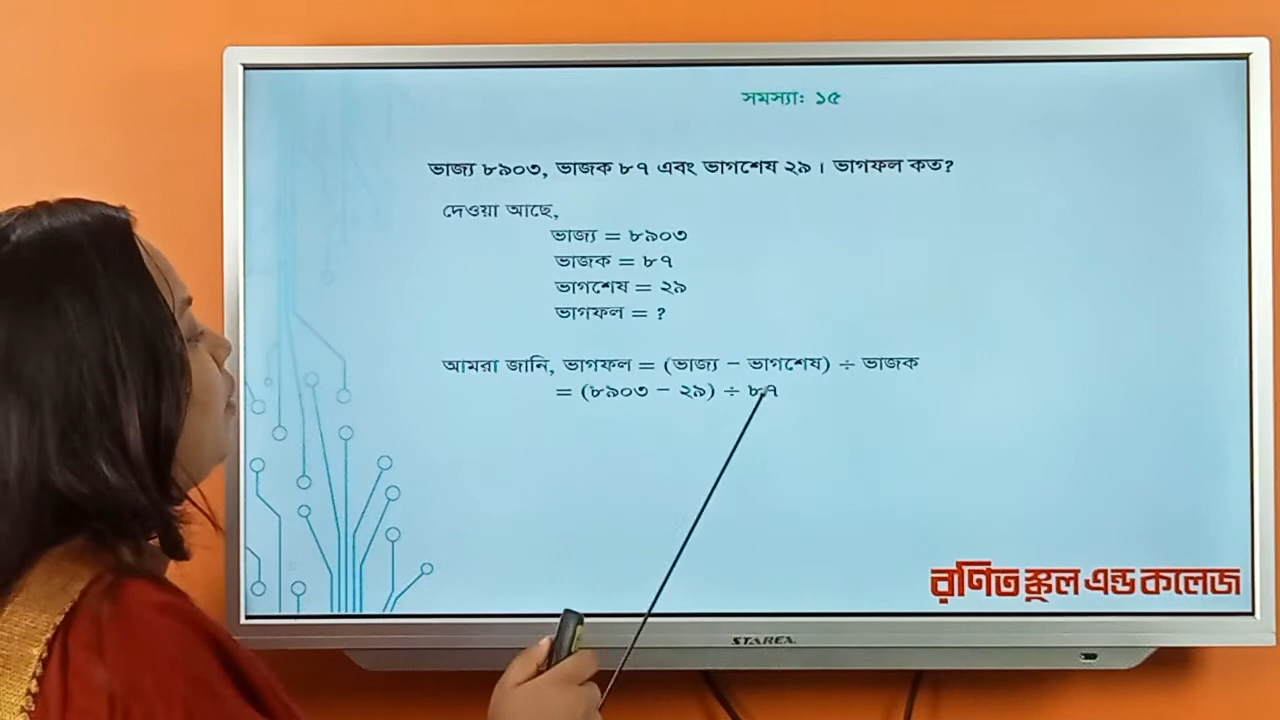 সমস্যাঃ ১৫
ভাজ্য ৮৯০৩, ভাজক ৮৭ এবং ভাগশেষ ২৯। ভাগফল কত?
দেওয়া আছে,
ভাজ্য = ৮৯০৩
ভাজক = ৮৭
ভাগশেষ = ২৯
ভাগফল = ?
আমরা জানি, ভাগফল = (ভাজ্য − ভাগশেষ) ÷ ভাজক
= (৮৯০৩ − ২৯) ÷ ৮৭
রণিত স্কুল এন্ড কলেজ
STAREX